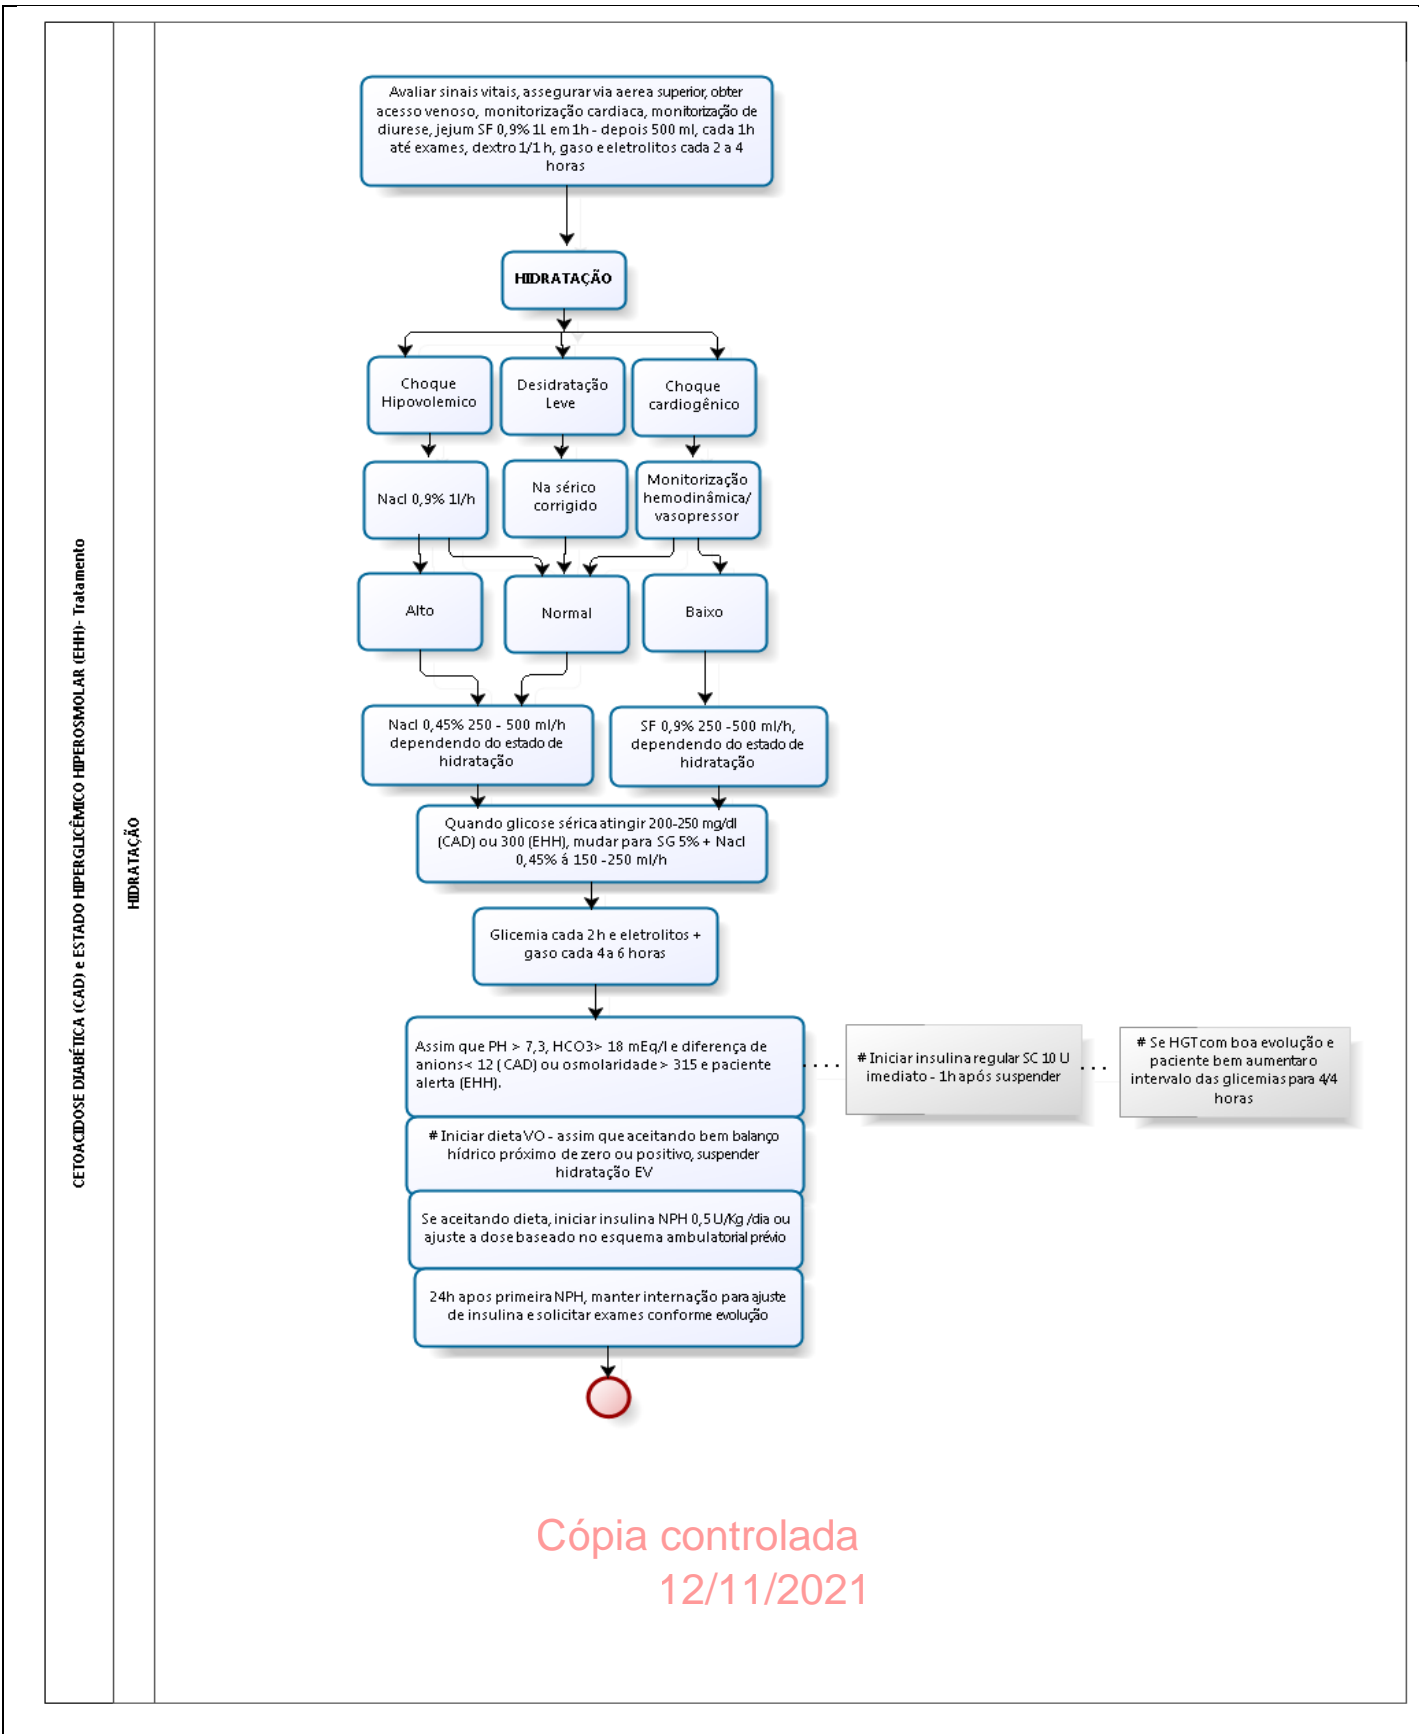 CETOACIDOSE DIABÉTICA (CAD) e ESTADO HIPERGLICÊMICO HIPEROSMOLAR (EHH)- Tratamento
HIDRATAÇÃO
Avaliar sinais vitais, assegurar via aerea superior, obter
acesso venoso, monitorização cardiaca, monitorização de
diurese, jejum SF 0,9% 1L em 1h - depois 500 ml, cada 1h
até exames, dextro 1/1 h, gaso e eletrolitos cada 2 a 4
horas
HIDRATAÇÃO
Choque
Hipovolemico
Desidratação
Leve
Choque
cardiogênico
Nacl 0,9% 1l/h
Na sérico
corrigido
Monitorização
hemodinâmica/
vasopressor
Alto
Normal
Baixo
Nacl 0,45% 250 - 500 ml/h
dependendo do estado de
hidratação
SF 0,9% 250 -500 ml/h,
dependendo do estado de
hidratação
Quando glicose sérica atingir 200-250 mg/dl
(CAD) ou 300 (EHH), mudar para SG 5% + Nacl
0,45% á 150 -250 ml/h
Glicemia cada 2h e eletrolitos +
gaso cada 4 a 6 horas
Assim que PH > 7,3, HCO3> 18 mEq/l e diferença de
anions< 12 ( CAD) ou osmolaridade > 315 e paciente
alerta (EHH).
# Iniciar insulina regular SC 10 U
imediato - 1h após suspender
# Se HGT com boa evolução e
paciente bem aumentar o
intervalo das glicemias para 4/4
horas
# Iniciar dieta VO - assim que aceitando bem balanço
hídrico próximo de zero ou positivo, suspender
hidratação EV
Se aceitando dieta, iniciar insulina NPH 0,5 U/Kg /dia ou
ajuste a dose baseado no esquema ambulatorial prévio
24h apos primeira NPH, manter internação para ajuste
de insulina e solicitar exames conforme evolução
Cópia controlada
12/11/2021